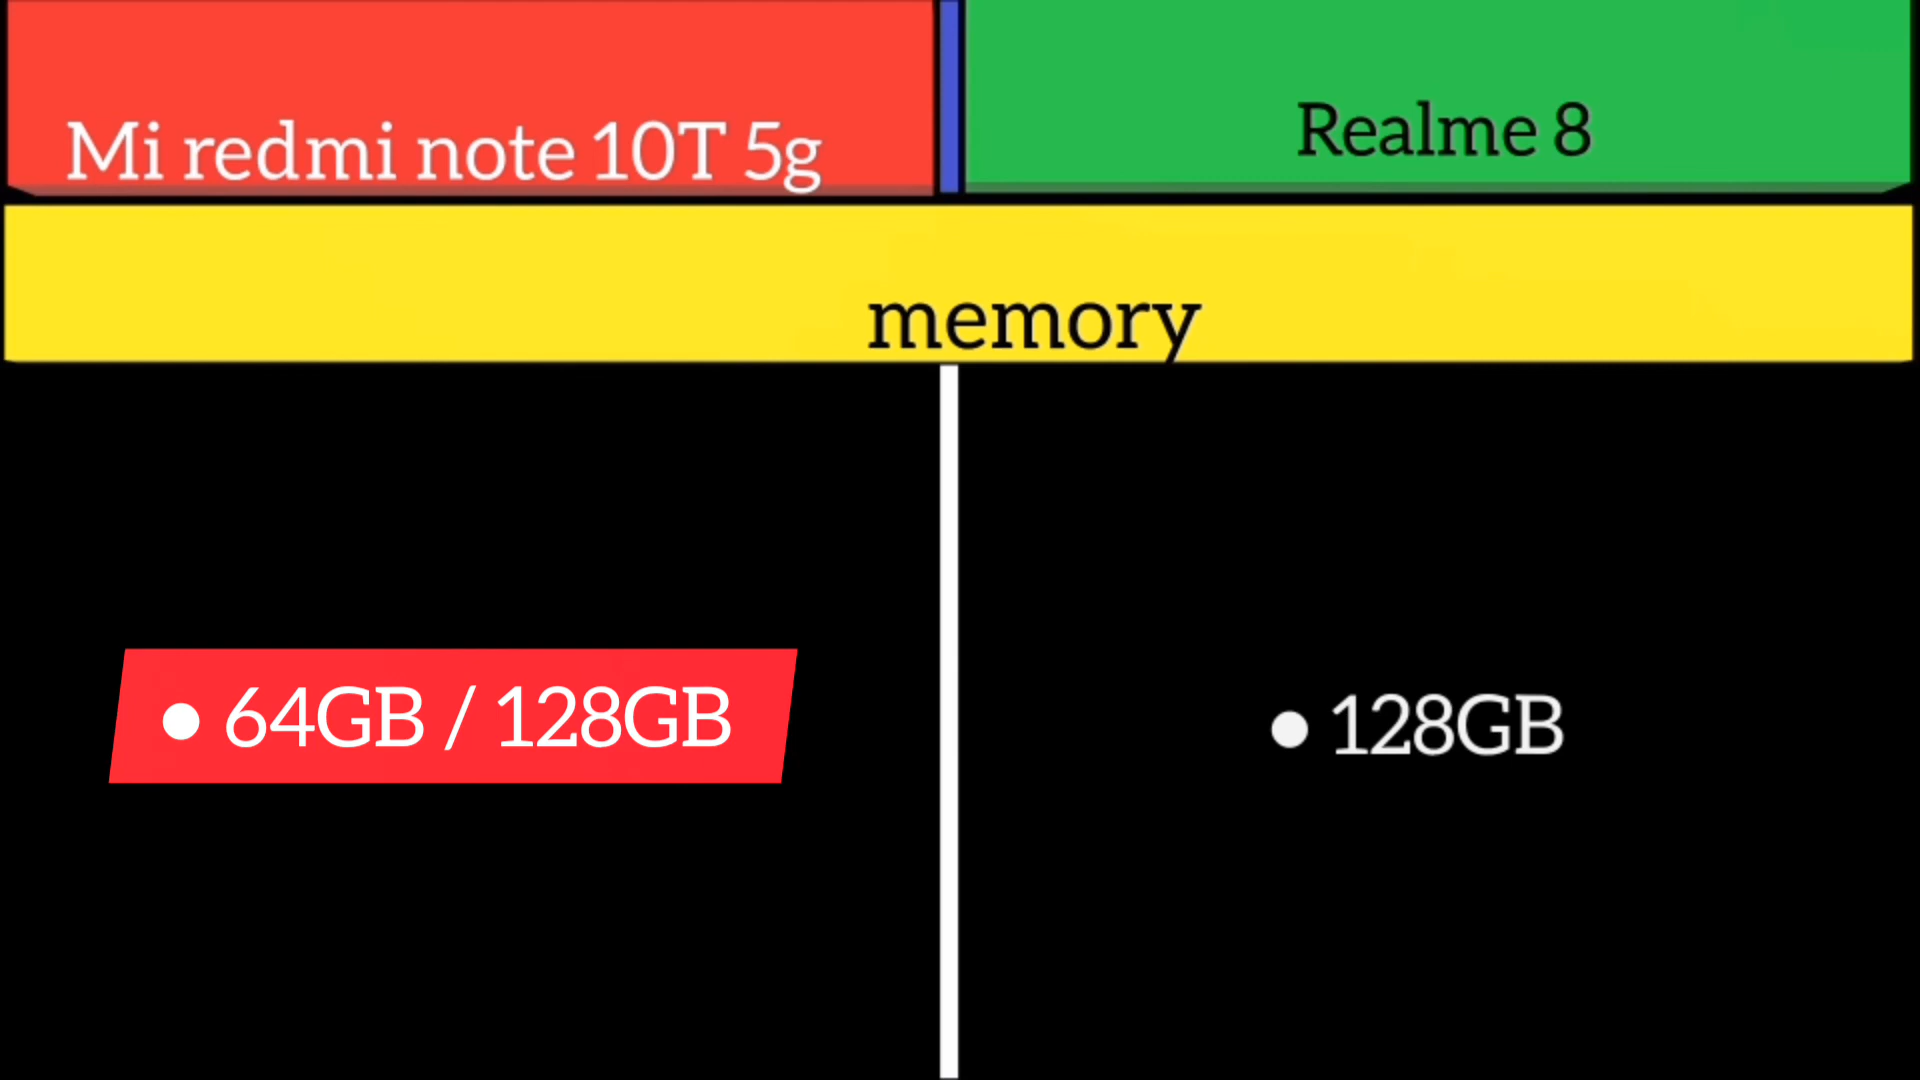 Mi redmi note 10T 5g
Realme 8
memory
● 64GB / 128GB
● 128GB